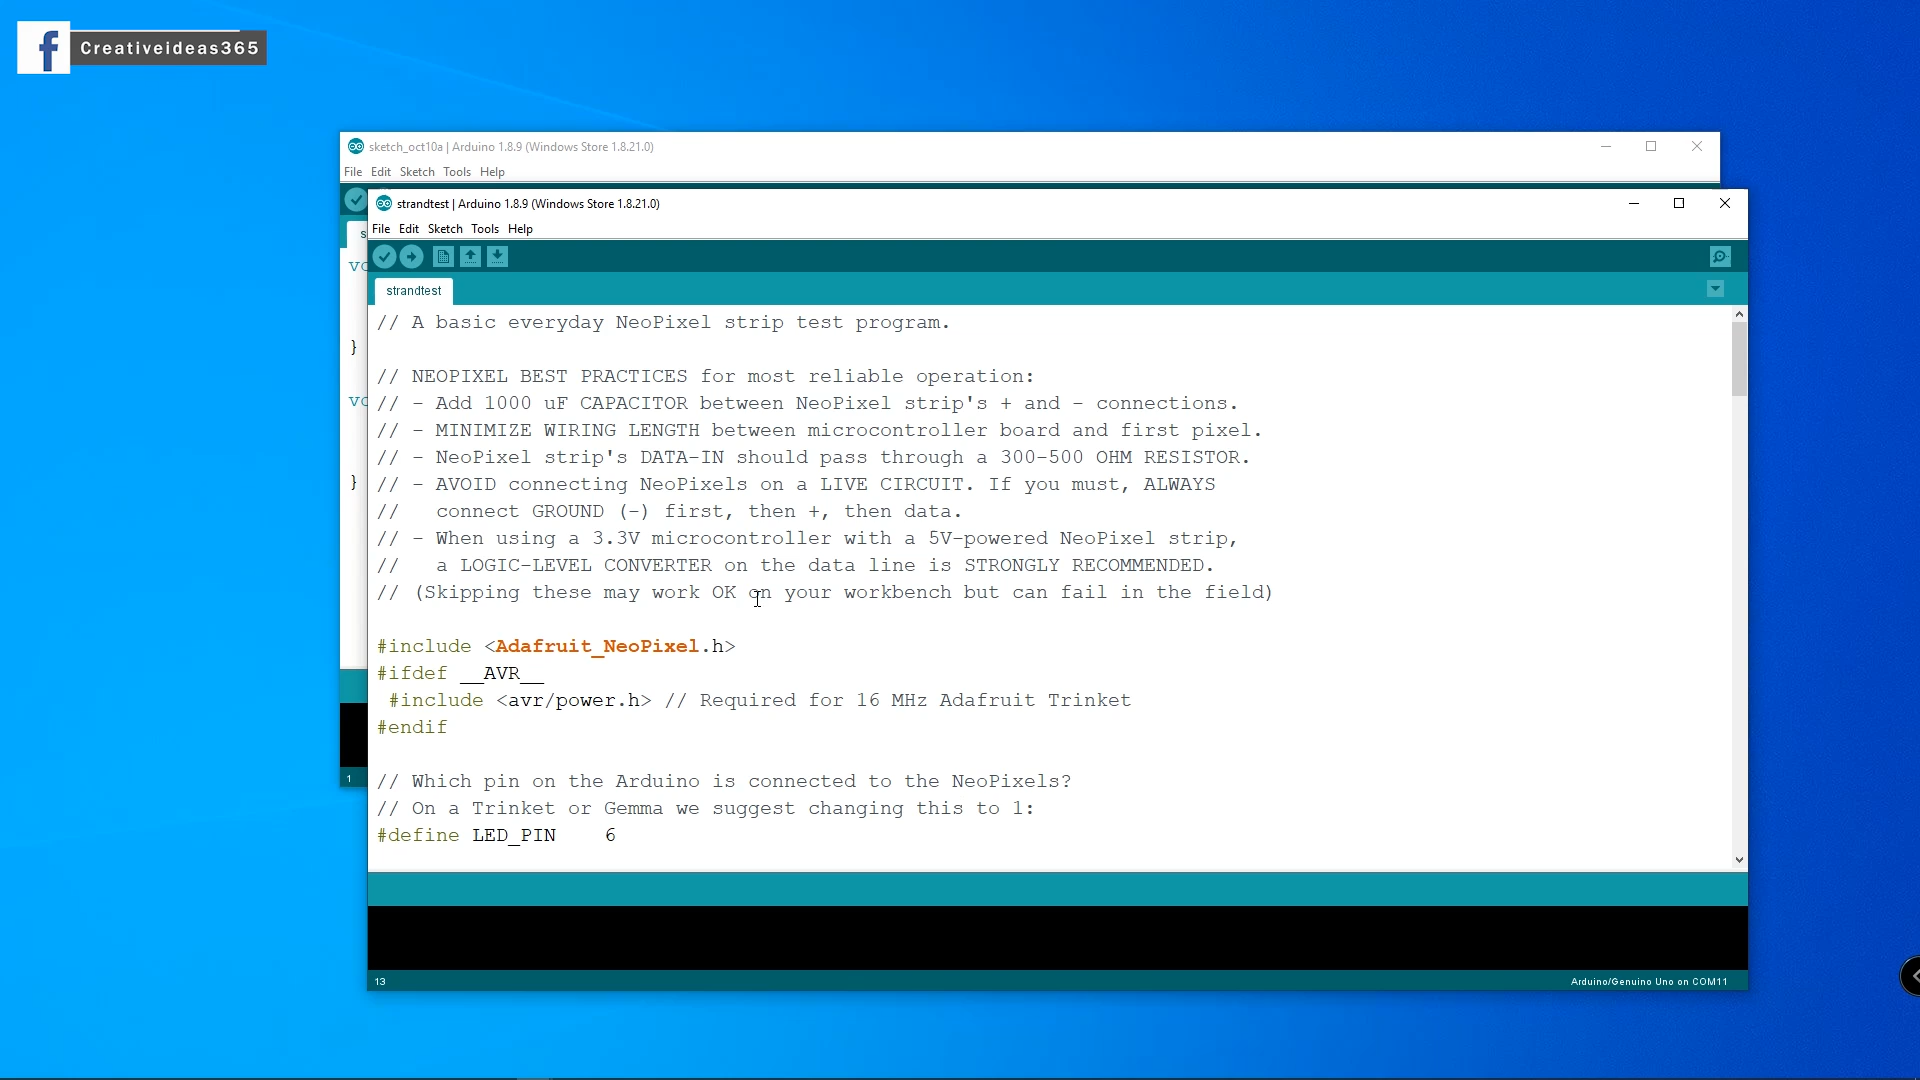 Creativeideas365
sketch_oct10a | Arduino 1.8.9 (Windows Store 1.8.21.0)
File Edit Sketch Tools Help
strandtest | Arduino 1.8.9 (Windows Store 1.8.21.0)
File Edit Sketch Tools Help
strandtest
// A basic everyday NeoPixel strip test program.
// NEOPIXEL BEST PRACTICES for most reliable operation:
// - Add 1000 uF CAPACITOR between NeoPixel strip's + and - connections.
// - MINIMIZE WIRING LENGTH between microcontroller board and first pixel.
// - NeoPixel strip's DATA-IN should pass through a 300-500 OHM RESISTOR.
// - AVOID connecting NeoPixels on a LIVE CIRCUIT. If you must, ALWAYS
//   connect GROUND (-) first, then +, then data.
// - When using a 3.3V microcontroller with a 5V-powered NeoPixel strip,
//   a LOGIC-LEVEL CONVERTER on the data line is STRONGLY RECOMMENDED.
// (Skipping these may work OK on your workbench but can fail in the field)
#include <Adafruit_NeoPixel.h>
#ifdef __AVR__
 #include <avr/power.h> // Required for 16 MHz Adafruit Trinket
#endif
// Which pin on the Arduino is connected to the NeoPixels?
// On a Trinket or Gemma we suggest changing this to 1:
#define LED_PIN    6
}
}
1
13
Arduino/Genuino Uno on COM11